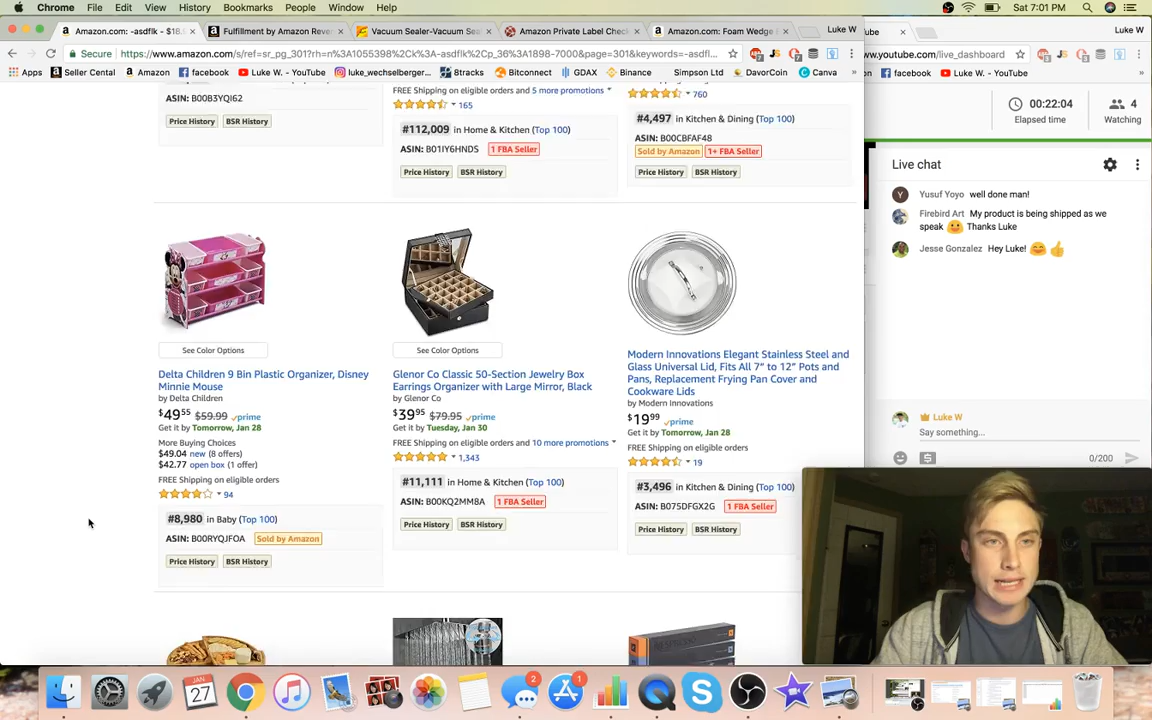 Chrome File Edit View History Bookmarks People Window Help
Sat 7:01 PM
Amazon.com: -asdflk - $15
Fulfillment by Amazon Reven
Vacuum Sealer-Vacuum Seal
Amazon Private Label Check
Amazon.com: Foam Wedge B
Luke W
Luke W
Secure https://www.amazon.com/s/ref=sr_pg_301?rh=n%3A1055398%2Ck%3A-asdflk%2Cp_36%3A1898-7000&page=301&keywords=-asdfl...
www.youtube.com/live_dashboard
Apps Seller Cental Amazon facebook Luke W. - YouTube luke_wechselberger... 8tracks Bitconnect GDAX Binance Simpson Ltd DavorCoin Canva
facebook Luke W. - YouTube
ASIN: B00B3YQI62
Price History BSR History
FREE Shipping on eligible orders and 5 more promotions
165
#112,009 in Home & Kitchen (Top 100)
ASIN: B01IY6HNDS 1 FBA Seller
Price History BSR History
760
#4,497 in Kitchen & Dining (Top 100)
ASIN: B00CBFAF48
Sold by Amazon 1+ FBA Seller
Price History BSR History
00:22:04
Elapsed time
4
Watching
Live chat
Yusuf Yoyo well done man!
Firebird Art My product is being shipped as we
speak Thanks Luke
Jesse Gonzalez Hey Luke!
Luke W
Say something...
0/200
See Color Options
Delta Children 9 Bin Plastic Organizer, Disney
Minnie Mouse
by Delta Children
$49.55 $59.99 prime
Get it by Tomorrow, Jan 28
More Buying Choices
$49.04 new (8 offers)
$42.77 open box (1 offer)
FREE Shipping on eligible orders
94
#8,980 in Baby (Top 100)
ASIN: B00RYQJFOA Sold by Amazon
Price History BSR History
See Color Options
Glenor Co Classic 50-Section Jewelry Box
Earrings Organizer with Large Mirror, Black
by Glenor Co
$39.95 $79.95 prime
Get it by Tuesday, Jan 30
FREE Shipping on eligible orders and 10 more promotions
1,343
#11,111 in Home & Kitchen (Top 100)
ASIN: B00KQ2MM8A 1 FBA Seller
Price History BSR History
Modern Innovations Elegant Stainless Steel and
Glass Universal Lid, Fits All 7" to 12" Pots and
Pans, Replacement Frying Pan Cover and
Cookware Lids
by Modern Innovations
$19.99 prime
Get it by Tomorrow, Jan 28
FREE Shipping on eligible orders
19
#3,496 in Kitchen & Dining (Top 100)
ASIN: B075DFGX2G 1 FBA Seller
Price History BSR History
JAN
27
2
1